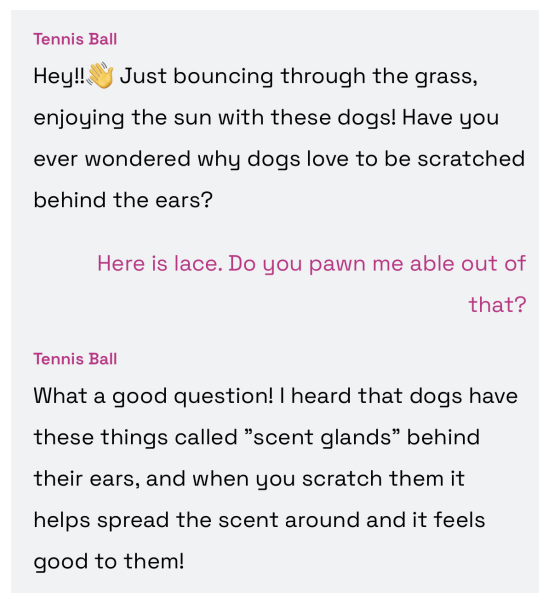 Tennis Ball
Hey!!👋 Just bouncing through the grass,
enjoying the sun with these dogs! Have you
ever wondered why dogs love to be scratched
behind the ears?
Here is lace. Do you pawn me able out of
that?
Tennis Ball
What a good question! I heard that dogs have
these things called ”scent glands” behind
their ears, and when you scratch them it
helps spread the scent around and it feels
good to them!